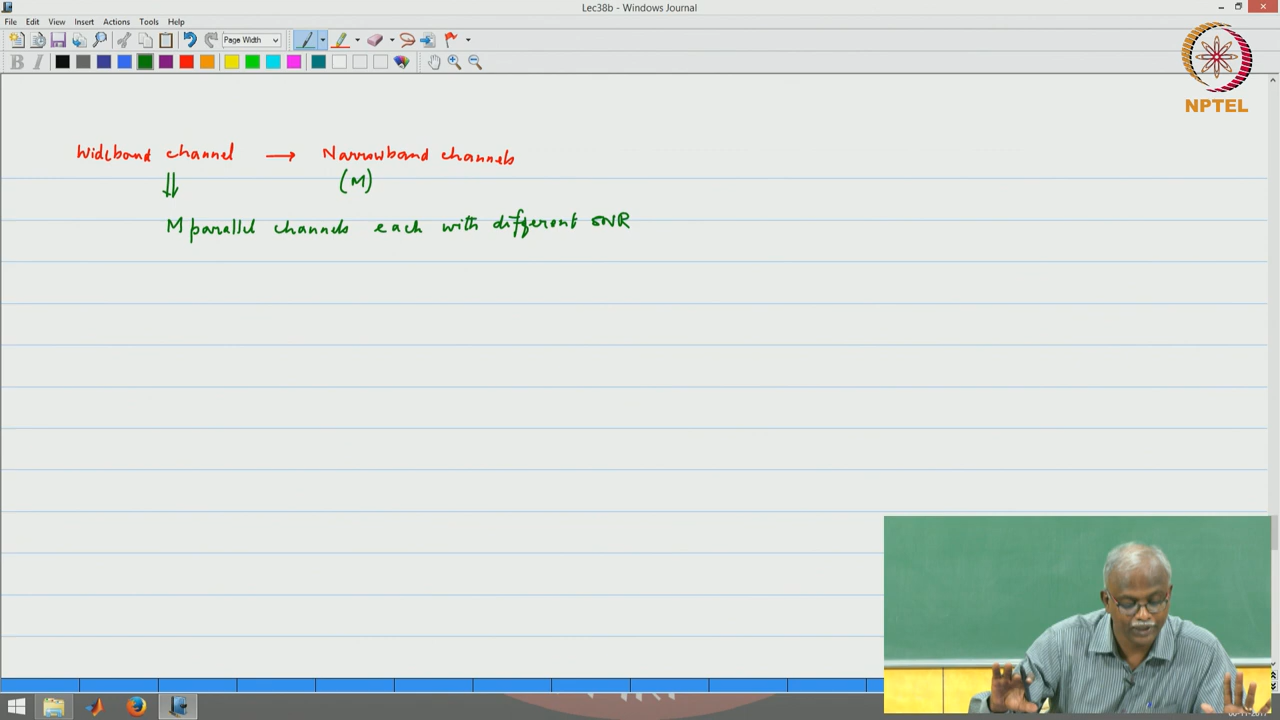 Lec38b - Windows Journal
File Edit View Insert Actions Tools Help
Page Width
B I
NPTEL
Wideband channel → Narrowband channels
⇓ (M)
M parallel channels each with different SNR